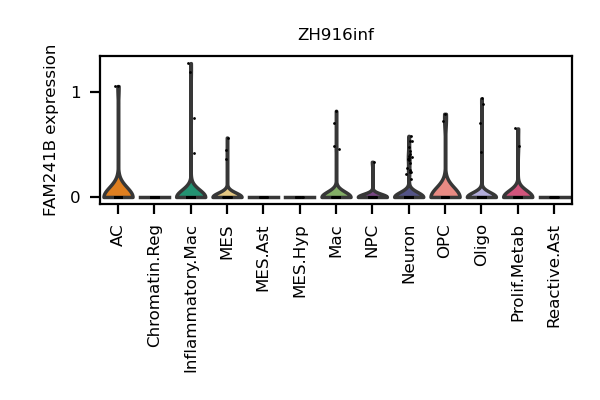 ZH916inf
FAM241B expression
1
0
AC
Chromatin.Reg
Inflammatory.Mac
MES
MES.Ast
MES.Hyp
Mac
NPC
Neuron
OPC
Oligo
Prolif.Metab
Reactive.Ast